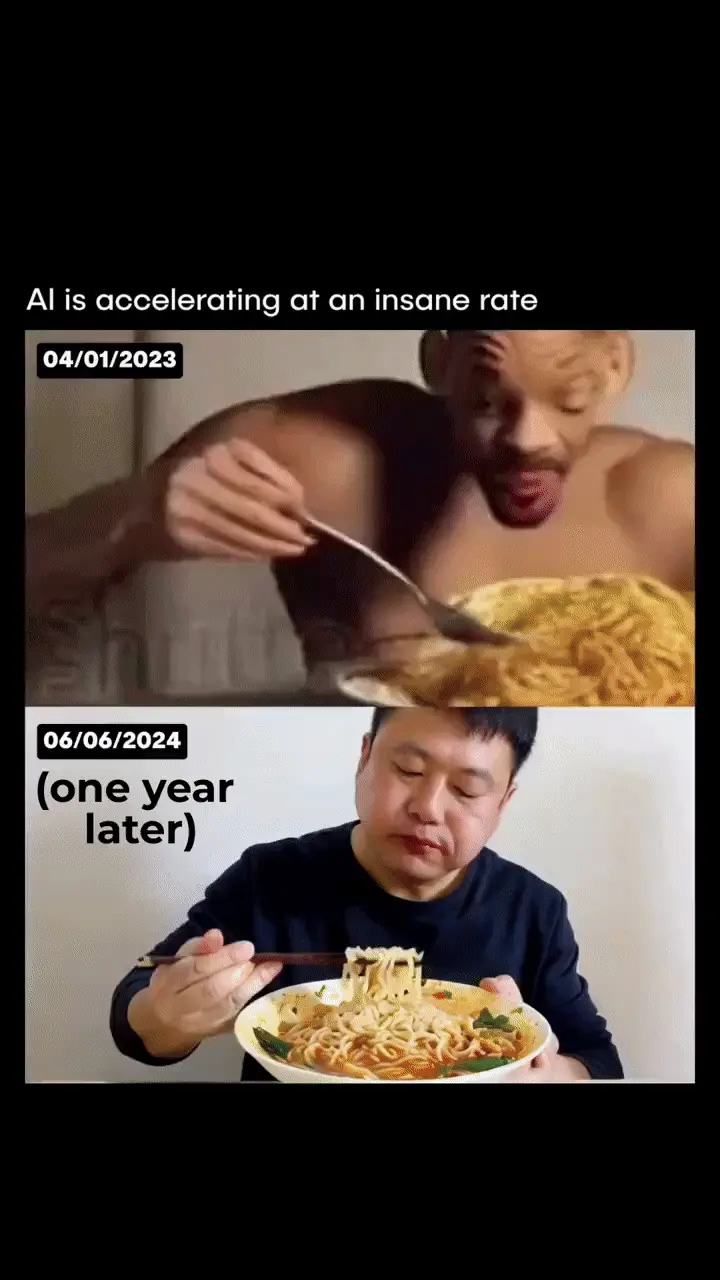 AI is accelerating at an insane rate
04/01/2023
06/06/2024
(one year
later)